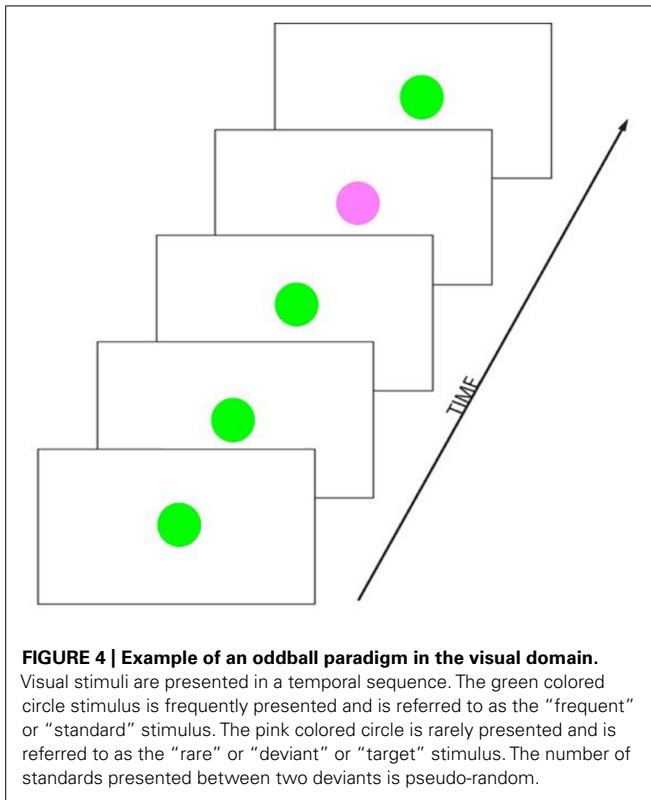 TIME
FIGURE 4 | Example of an oddball paradigm in the visual domain.
Visual stimuli are presented in a temporal sequence. The green colored
circle stimulus is frequently presented and is referred to as the “frequent”
or “standard” stimulus. The pink colored circle is rarely presented and is
referred to as the “rare” or “deviant” or “target” stimulus. The number of
standards presented between two deviants is pseudo-random.